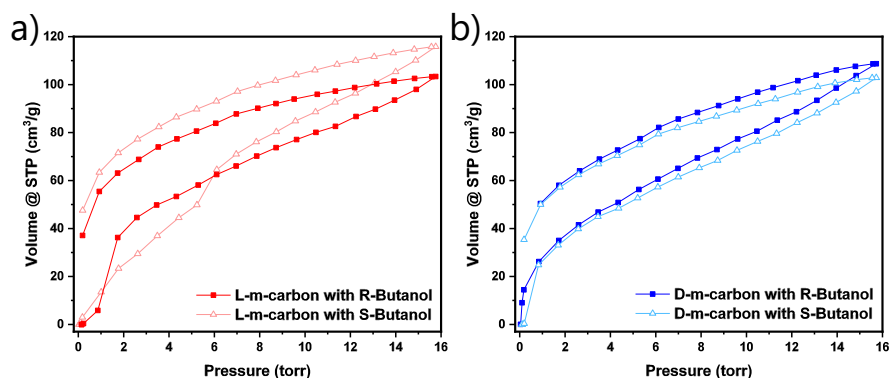 a)
Volume @ STP (cm³/g)
120
100
80
60
40
20
0
L-m-carbon with R-Butanol
L-m-carbon with S-Butanol
0 2 4 6 8 10 12 14 16
Pressure (torr)
b)
Volume @ STP (cm³/g)
120
100
80
60
40
20
0
D-m-carbon with R-Butanol
D-m-carbon with S-Butanol
0 2 4 6 8 10 12 14 16
Pressure (torr)